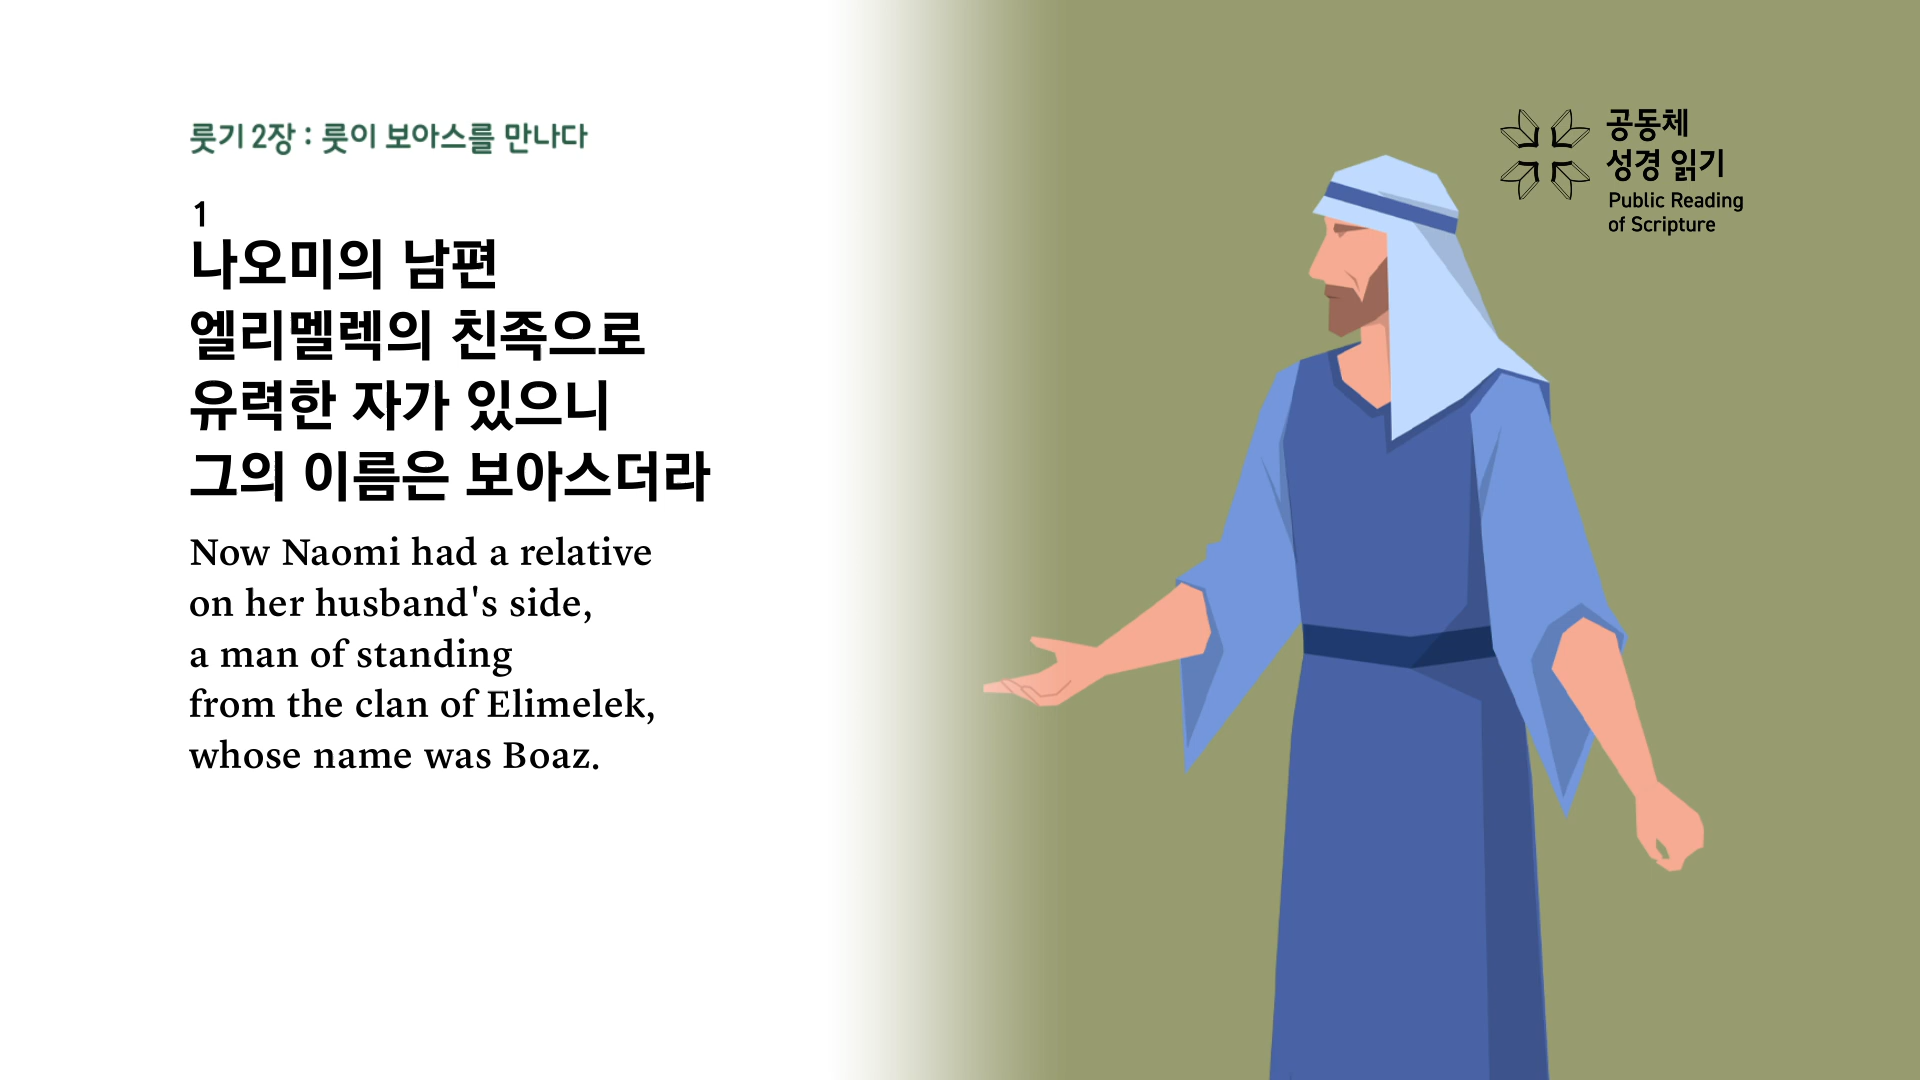 룻기 2장 : 룻이 보아스를 만나다
1
나오미의 남편
엘리멜렉의 친족으로
유력한 자가 있으니
그의 이름은 보아스더라
Now Naomi had a relative
on her husband's side,
a man of standing
from the clan of Elimelek,
whose name was Boaz.
공동체
성경 읽기
Public Reading
of Scripture